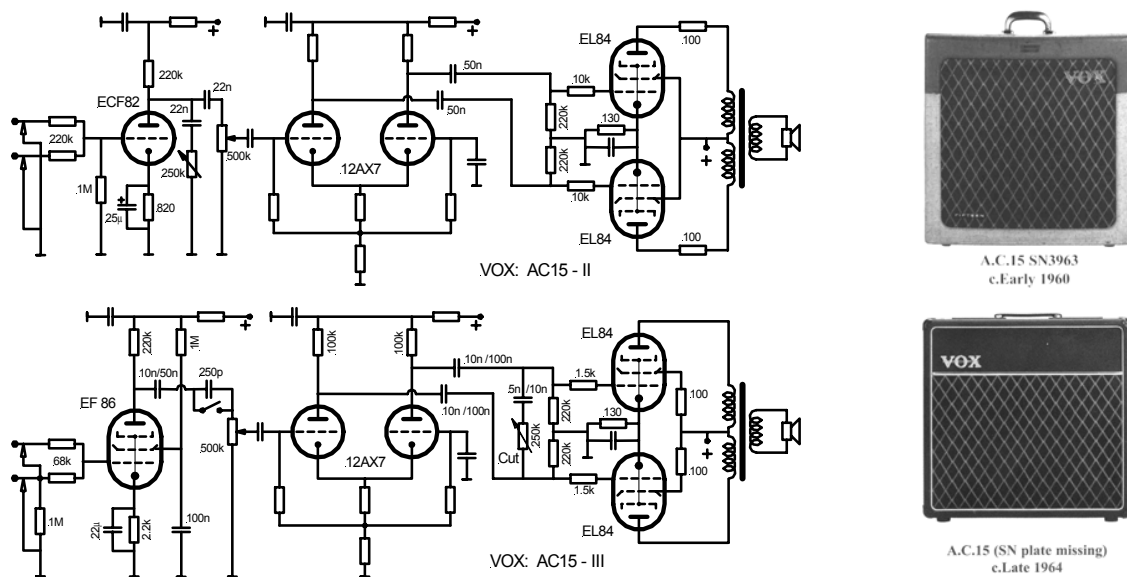 220k
22n
22n
ECF82
220k
250k
.500k
.1M
.25µ
.820
+
+
.12AX7
.50n
.50n
EL84
.10k
.220k
.130
.220k
.10k
EL84
.100
.100
+
VOX: AC15 - II
VOX
A.C.15 SN3963
c.Early 1960
.220k
.1M
.10n/50n
.250p
EF 86
.68k
.500k
.1M
.22µ
2.2k
.100n
+
+
.100k
.100k
.12AX7
.10n /100n
.10n /100n
.5n /10n
.250k
Cut
EL84
.1.5k
.220k
.130
.220k
.1.5k
EL84
.100
.100
+
VOX: AC15 - III
VOX
A.C.15 (SN plate missing)
c.Late 1964